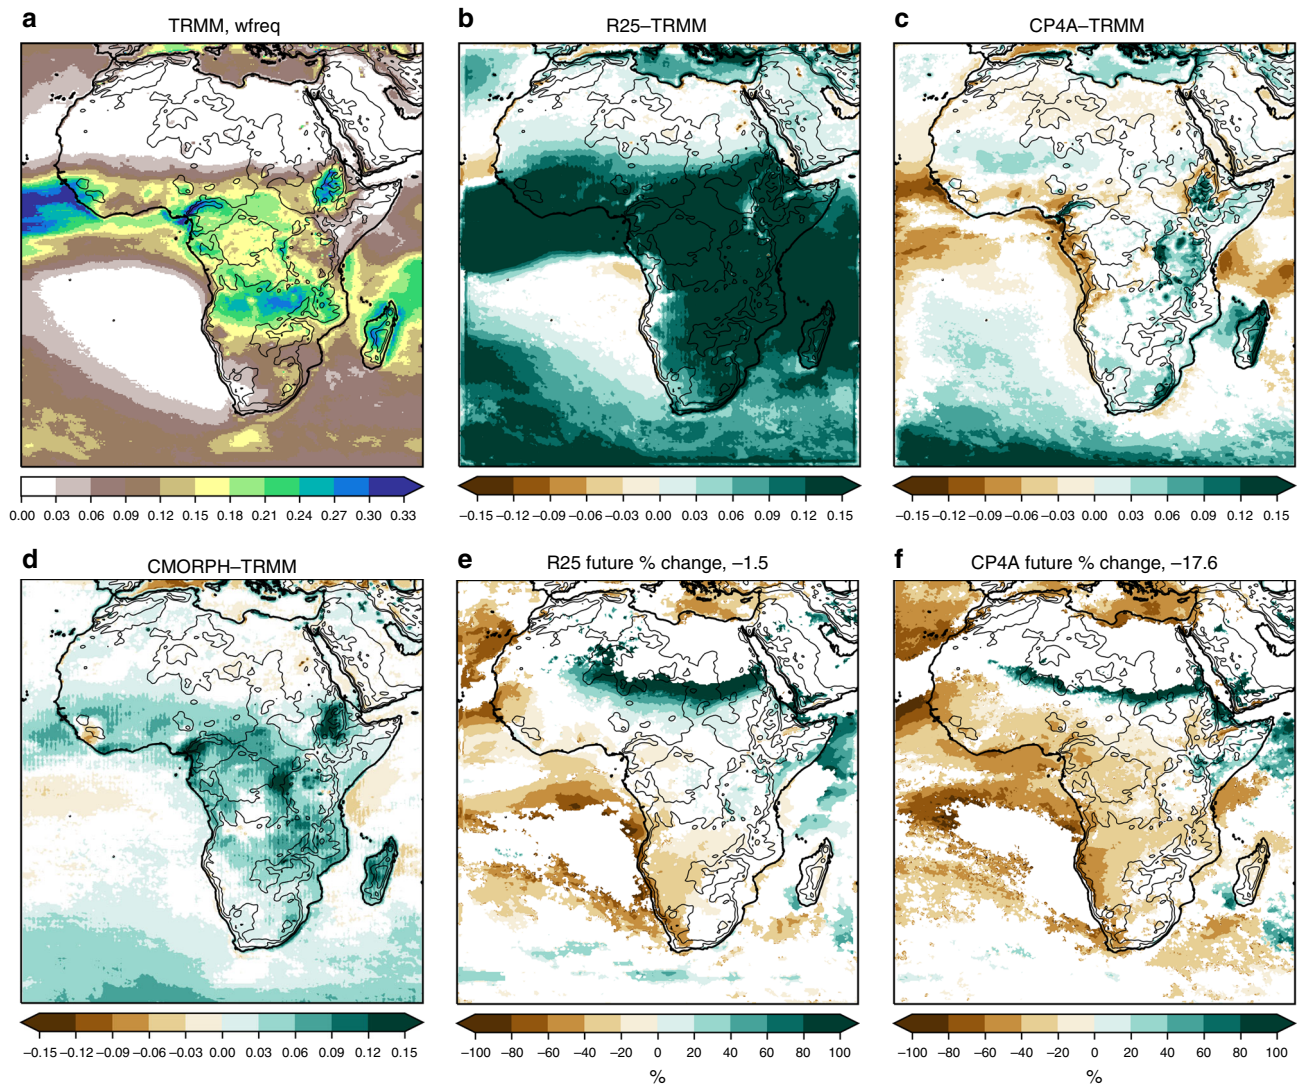 a
TRMM, wfreq
b
R25–TRMM
c
CP4A–TRMM
0.00 0.03 0.06 0.09 0.12 0.15 0.18 0.21 0.24 0.27 0.30 0.33
–0.15 –0.12 –0.09 –0.06 –0.03 0.00 0.03 0.06 0.09 0.12 0.15
–0.15 –0.12 –0.09 –0.06 –0.03 0.00 0.03 0.06 0.09 0.12 0.15
d
CMORPH–TRMM
e
R25 future % change, –1.5
f
CP4A future % change, –17.6
–0.15 –0.12 –0.09 –0.06 –0.03 0.00 0.03 0.06 0.09 0.12 0.15
–100 –80 –60 –40 –20 0 20 40 60 80 100
%
–100 –80 –60 –40 –20 0 20 40 60 80 100
%